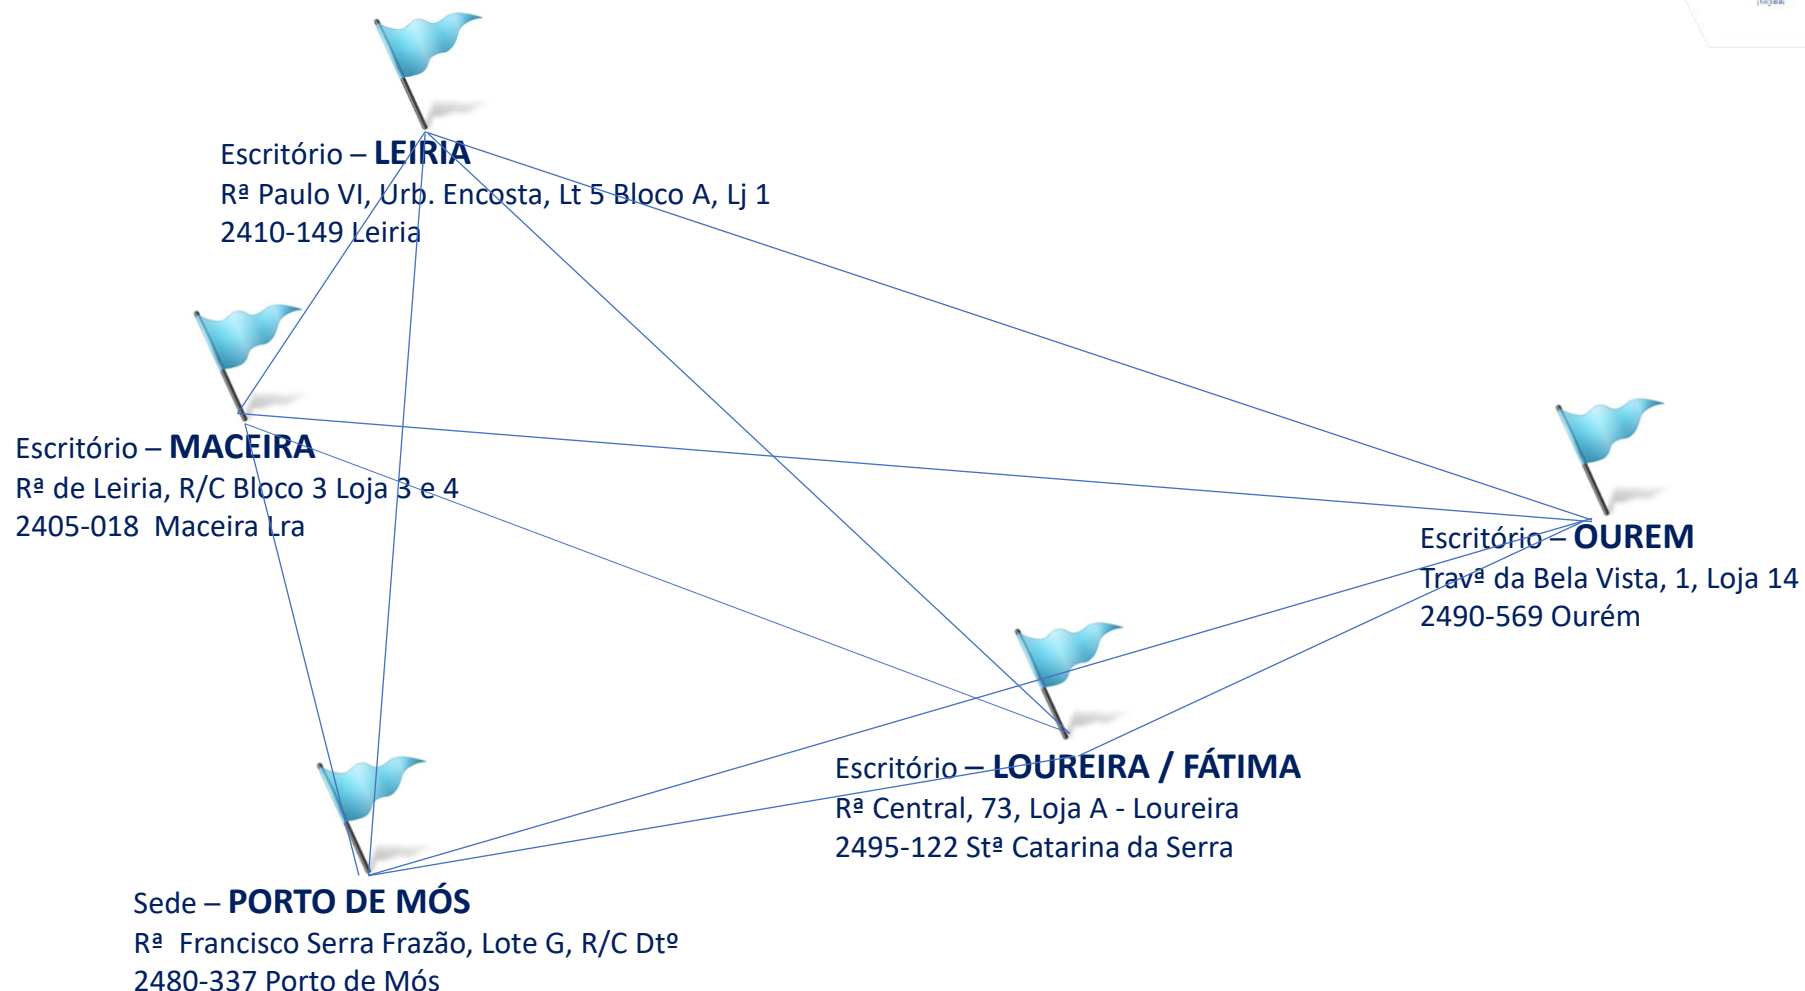 Escritório – LEIRIA
Rª Paulo VI, Urb. Encosta, Lt 5 Bloco A, Lj 1
2410-149 Leiria
Escritório – MACEIRA
Rª de Leiria, R/C Bloco 3 Loja 3 e 4
2405-018  Maceira Lra
Escritório – OUREM
Travª da Bela Vista, 1, Loja 14
2490-569 Ourém
Escritório – LOUREIRA / FÁTIMA
Rª Central, 73, Loja A - Loureira
2495-122 Stª Catarina da Serra
Sede – PORTO DE MÓS
Rª  Francisco Serra Frazão, Lote G, R/C Dtº
2480-337 Porto de Mós